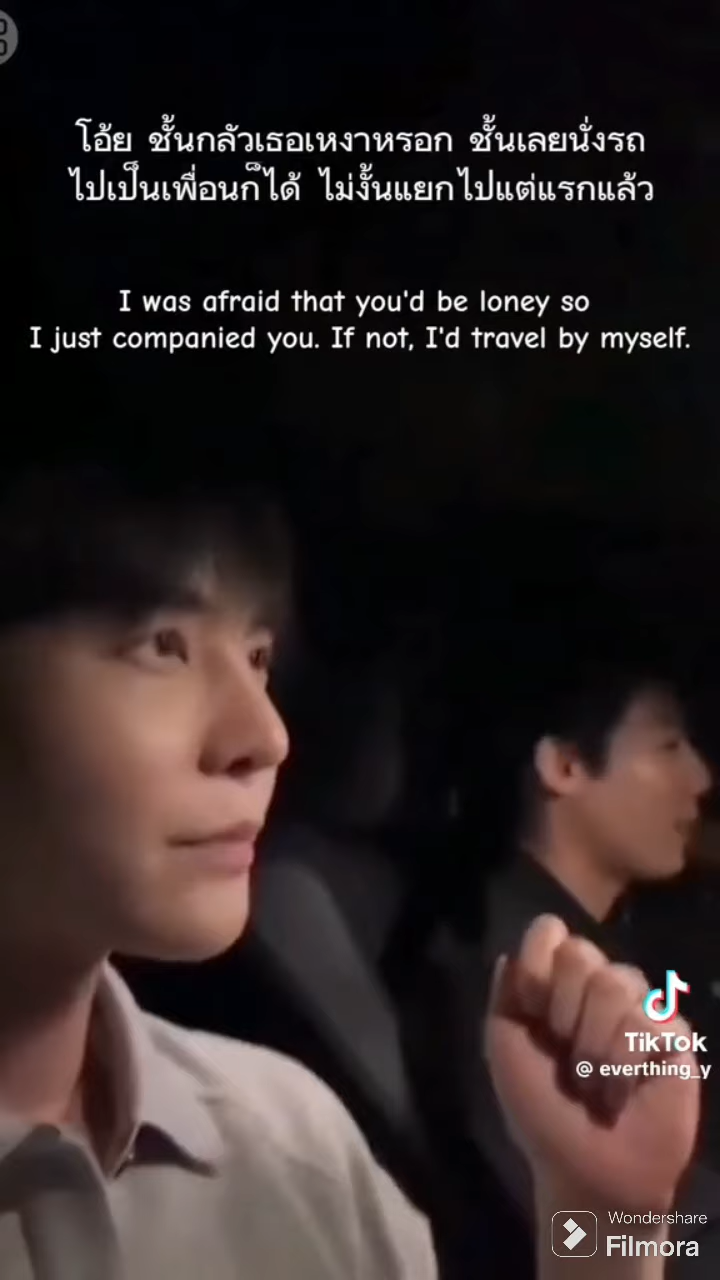 โอ้ย ชั้นกลัวเธอเหงาหรอก ชั้นเลยนั่งรถ
ไปเป็นเพื่อนก็ได้ ไม่งั้นแยกไปแต่แรกแล้ว
I was afraid that you'd be loney so
I just companied you. If not, I'd travel by myself.
TikTok
@ everthing_y
Wondershare
Filmora